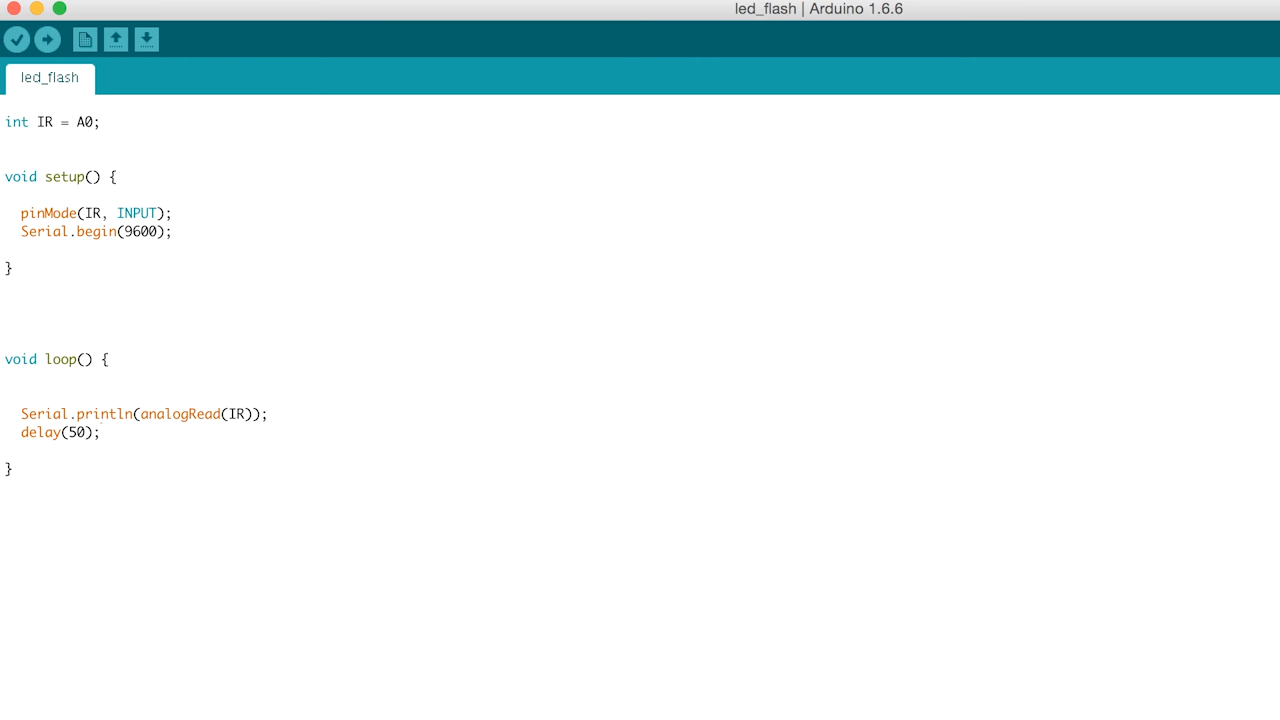 led_flash | Arduino 1.6.6
led_flash
int IR = A0;
void setup() {
pinMode(IR, INPUT);
Serial.begin(9600);
}
void loop() {
Serial.println(analogRead(IR));
delay(50);
}